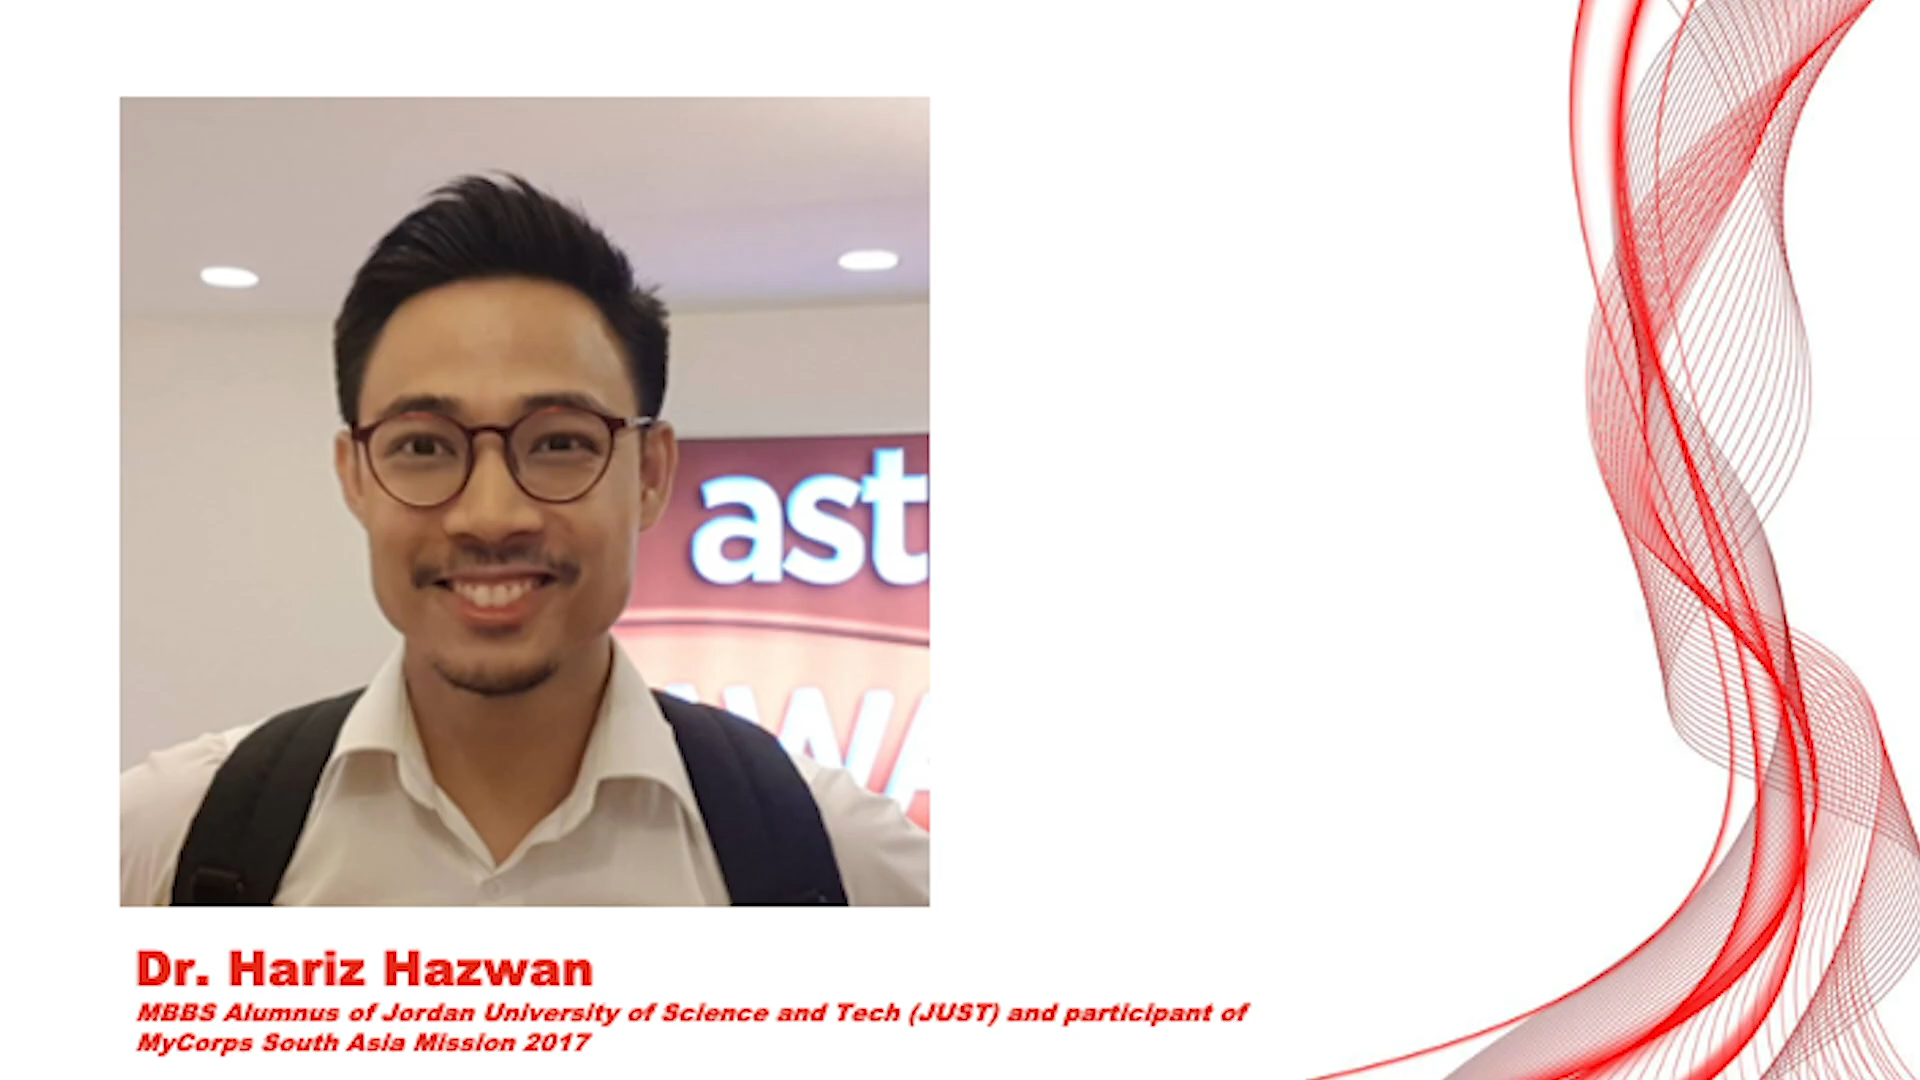 ast
WA
Dr. Hariz Hazwan
MBBS Alumnus of Jordan University of Science and Tech (JUST) and participant of
MyCorps South Asia Mission 2017